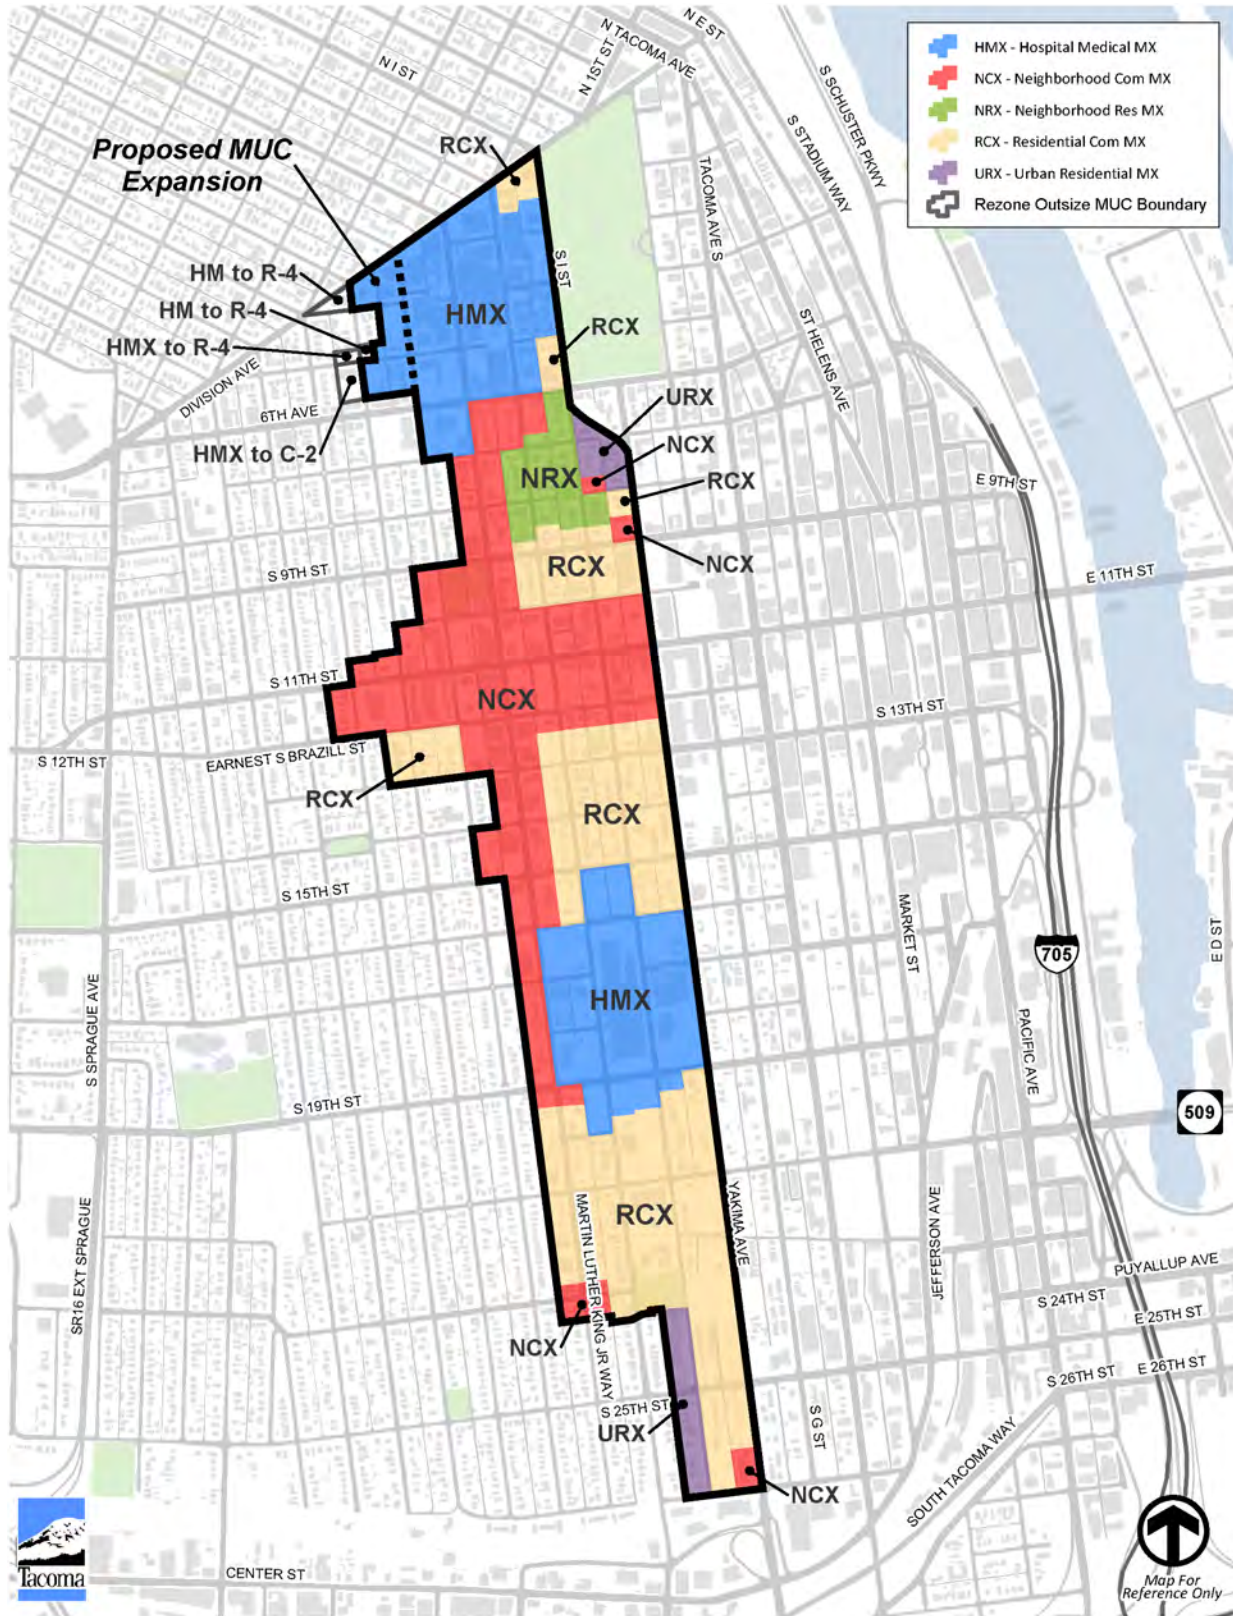 N E ST
N TACOMA AVE
N I ST
N 1ST ST
S SCHUSTER PKWY
S STADIUM WAY
HMX - Hospital Medical MX
NCX - Neighborhood Com MX
NRX - Neighborhood Res MX
RCX - Residential Com MX
URX - Urban Residential MX
Rezone Outsize MUC Boundary
Proposed MUC
Expansion
RCX
TACOMA AVE S
S I ST
HM to R-4
HM to R-4
HMX to R-4
HMX
RCX
ST HELENS AVE
DIVISION AVE
6TH AVE
HMX to C-2
URX
NCX
NRX
RCX
E 9TH ST
NCX
RCX
S 9TH ST
E 11TH ST
S 11TH ST
NCX
S 13TH ST
S 12TH ST
EARNEST S BRAZILL ST
RCX
RCX
S 15TH ST
MARKET ST
705
E D ST
HMX
S SPRAGUE AVE
PACIFIC AVE
S 19TH ST
509
RCX
MARTIN LUTHER KING JR WAY
YAKIMA AVE
JEFFERSON AVE
SR16 EXT SPRAGUE
PUYALLUP AVE
S 24TH ST
E 25TH ST
NCX
S 26TH ST
E 26TH ST
S 25TH ST
URX
S G ST
SOUTH TACOMA WAY
NCX
Tacoma
CENTER ST
Map For
Reference Only